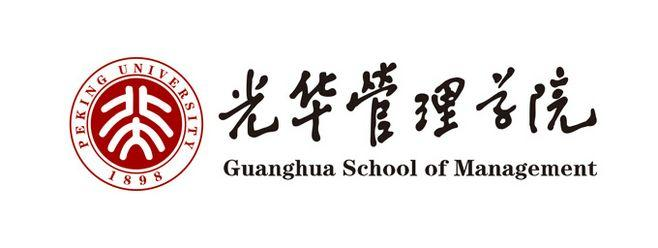 PEKING UNIVERSITY
1898
光华管理学院
Guanghua School of Management